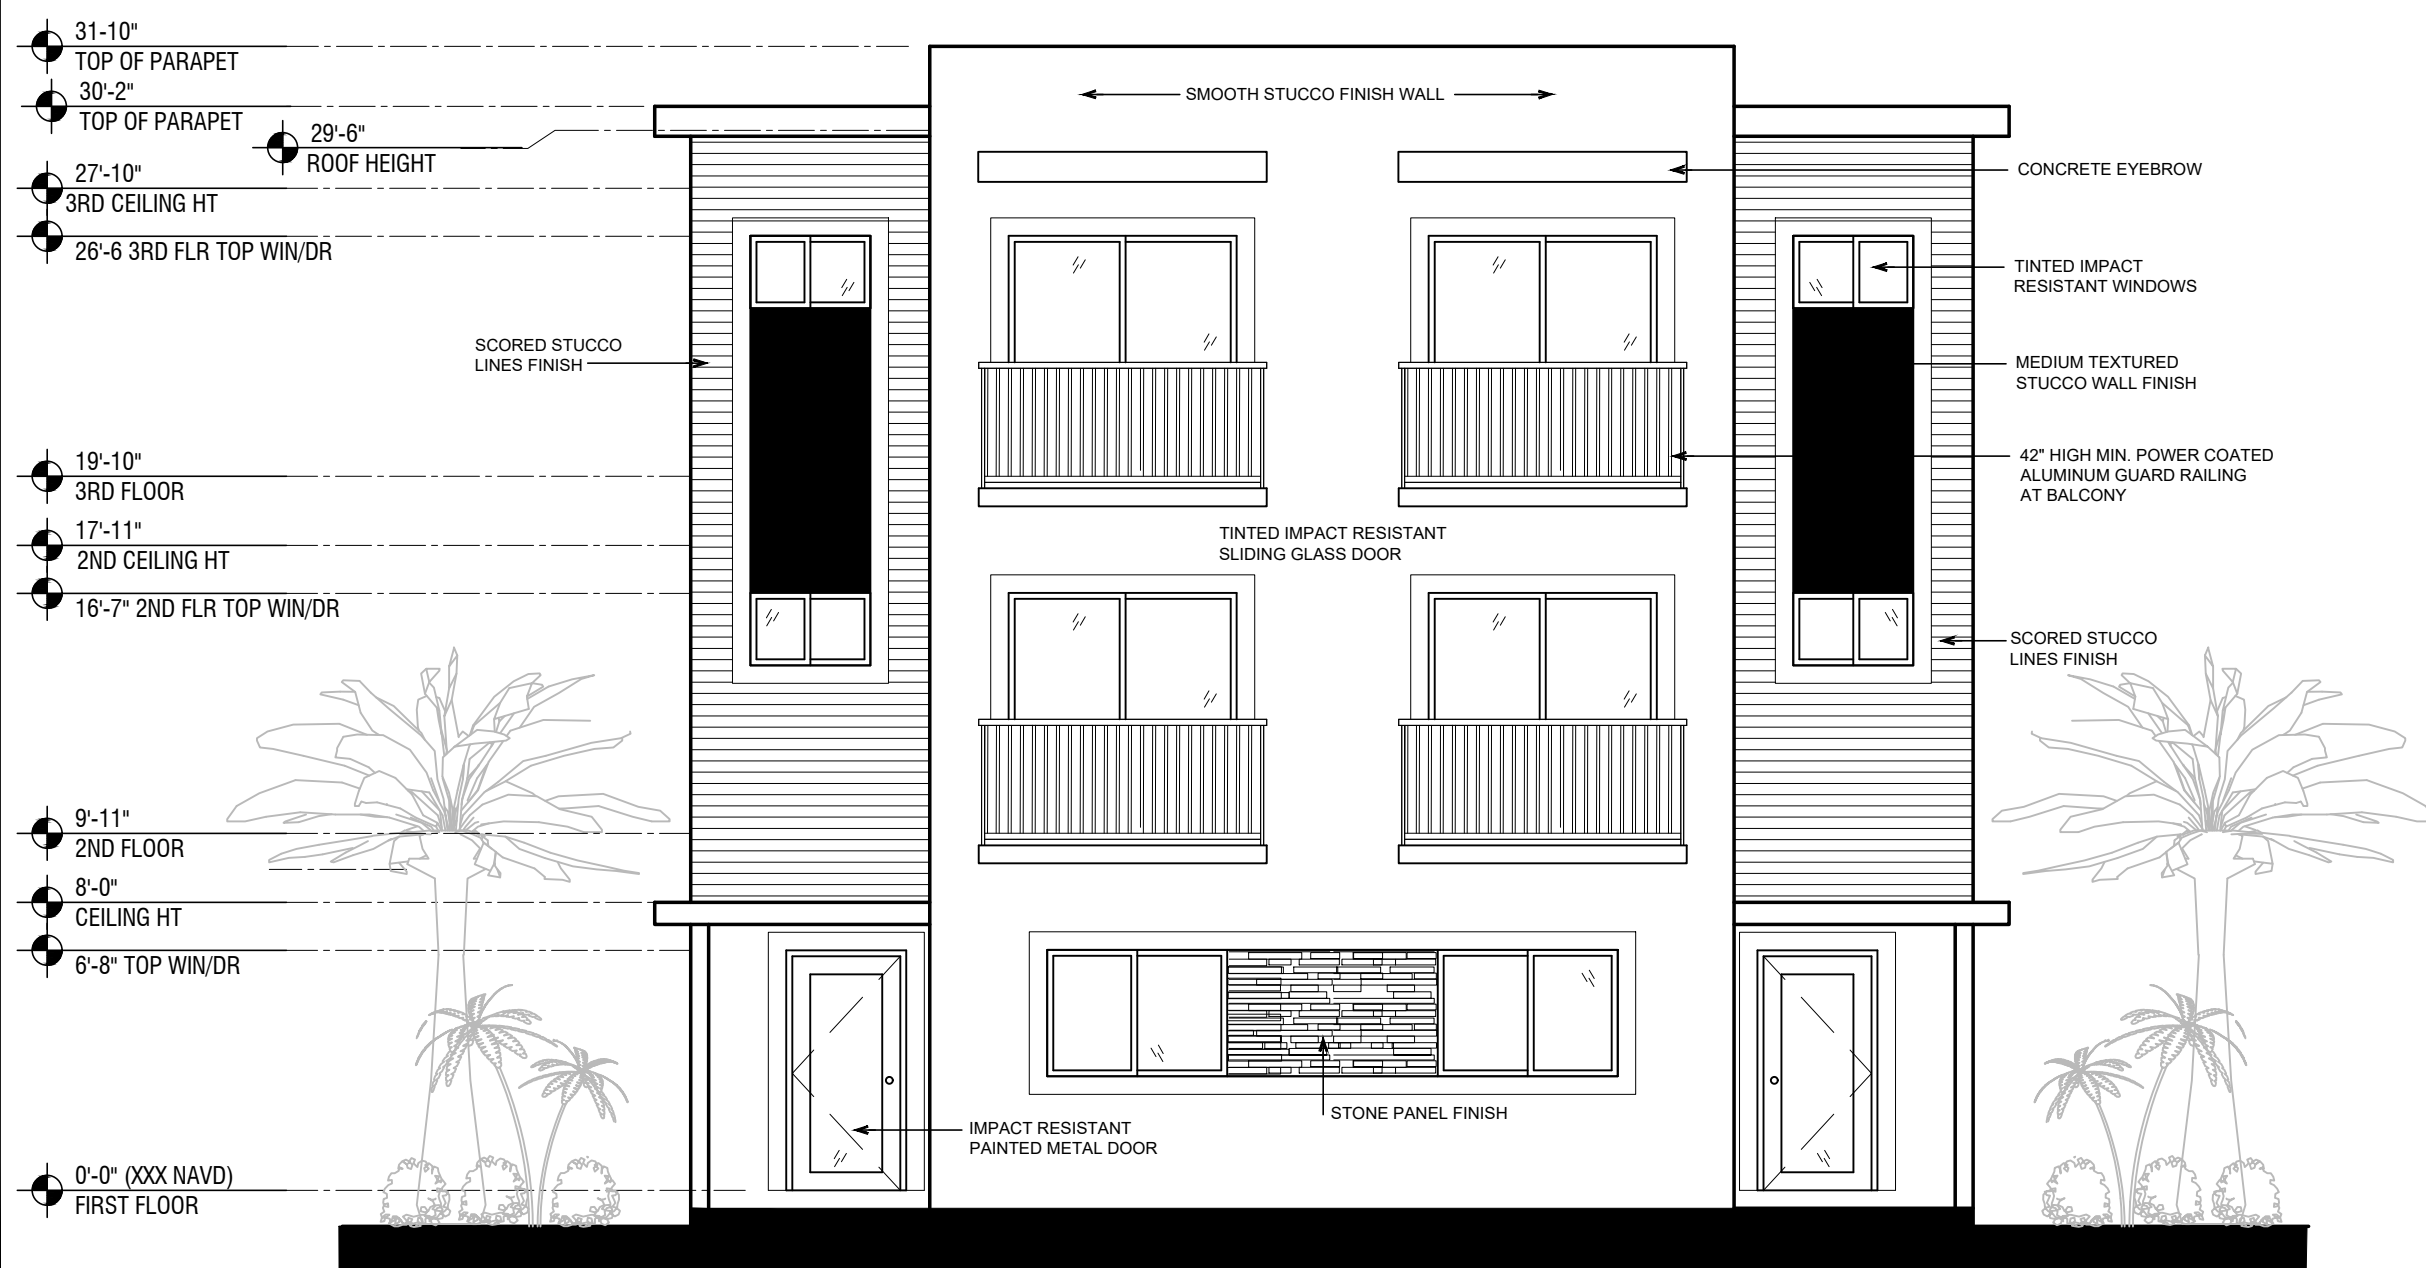 31-10"
TOP OF PARAPET
30'-2"
TOP OF PARAPET
29'-6"
ROOF HEIGHT
27'-10"
3RD CEILING HT
26'-6 3RD FLR TOP WIN/DR
19'-10"
3RD FLOOR
17'-11"
2ND CEILING HT
16'-7" 2ND FLR TOP WIN/DR
9'-11"
2ND FLOOR
8'-0"
CEILING HT
6'-8" TOP WIN/DR
0'-0" (XXX NAVD)
FIRST FLOOR
SCORED STUCCO
LINES FINISH
SMOOTH STUCCO FINISH WALL
TINTED IMPACT RESISTANT
SLIDING GLASS DOOR
STONE PANEL FINISH
IMPACT RESISTANT
PAINTED METAL DOOR
CONCRETE EYEBROW
TINTED IMPACT
RESISTANT WINDOWS
MEDIUM TEXTURED
STUCCO WALL FINISH
42" HIGH MIN. POWER COATED
ALUMINUM GUARD RAILING
AT BALCONY
SCORED STUCCO
LINES FINISH